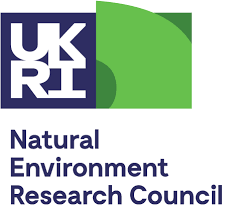 UK
RI
Natural
Environment
Research Council